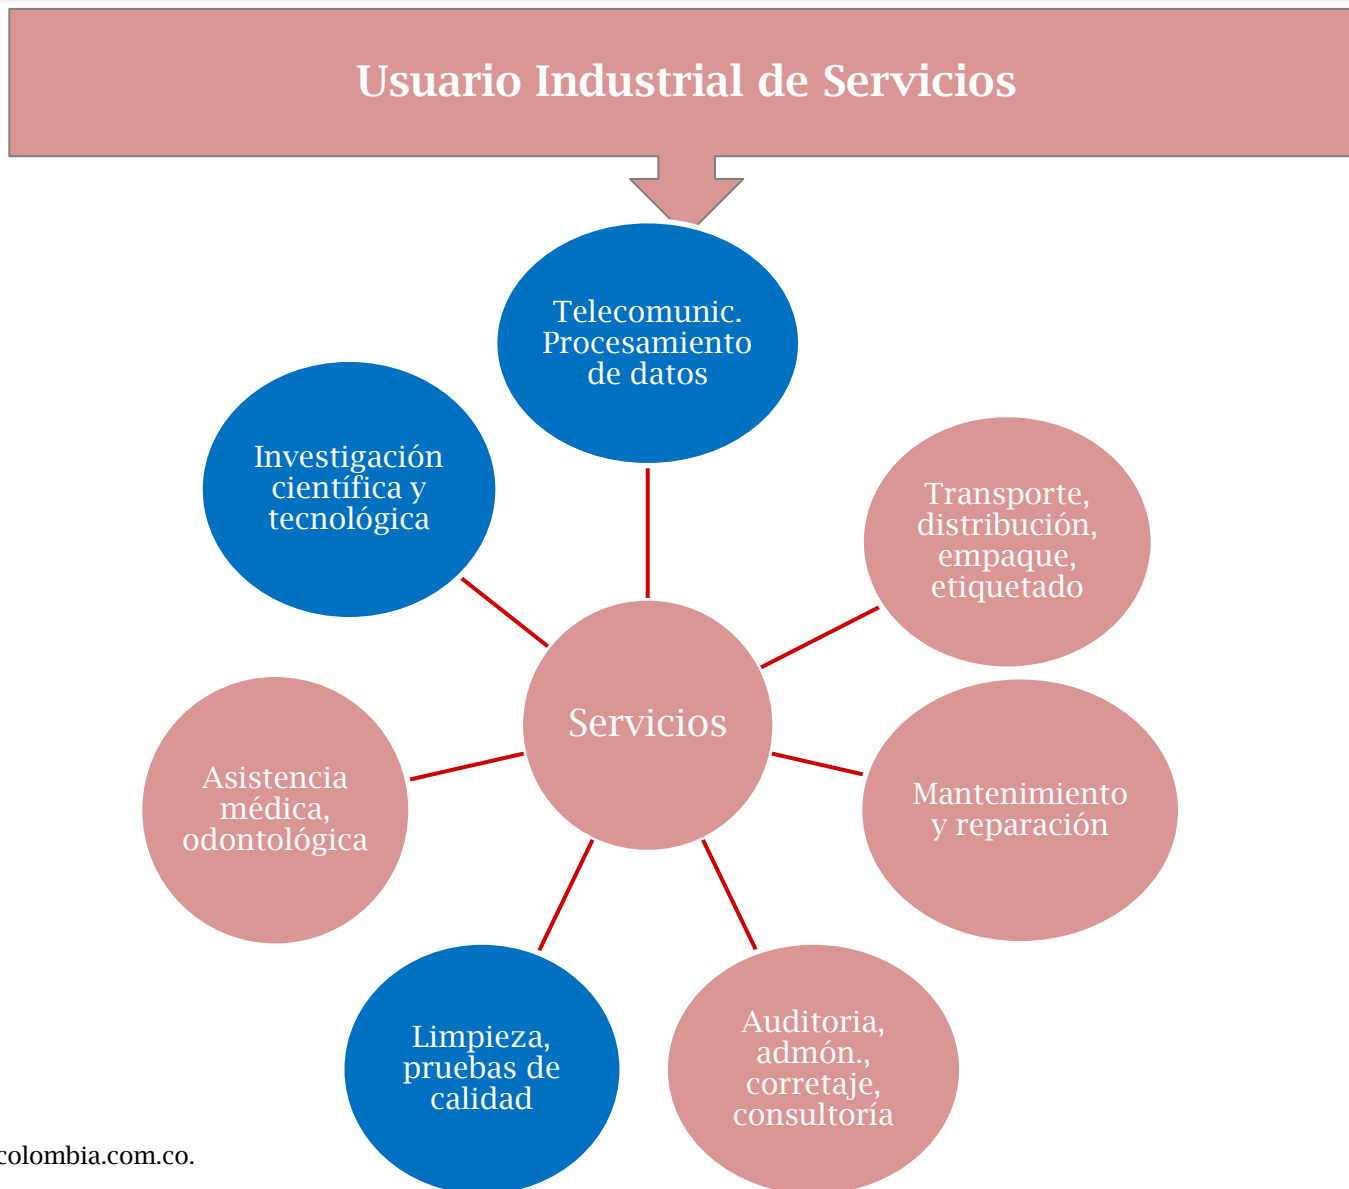 Usuario Industrial de Servicios
Telecomunic.
Procesamiento
de datos
Investigación
científica y
tecnológica
Transporte,
distribución,
empaque,
etiquetado
Servicios
Asistencia
médica,
odontológica
Mantenimiento
y reparación
Limpieza,
pruebas de
calidad
Auditoria,
admón.,
corretaje,
consultoría
colombia.com.co.